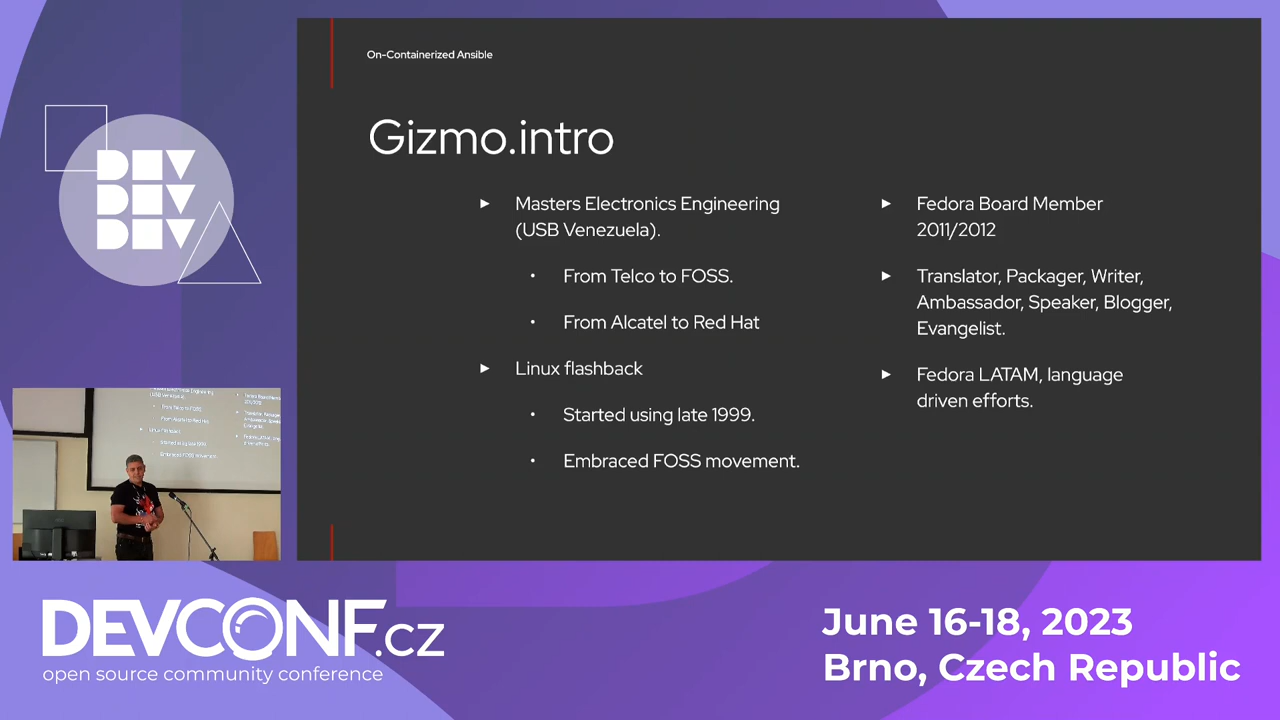 On-Containerized Ansible
Gizmo.intro
Masters Electronics Engineering
(USB Venezuela).
From Telco to FOSS.
From Alcatel to Red Hat
Linux flashback
Started using late 1999.
Embraced FOSS movement.
Fedora Board Member
2011/2012
Translator, Packager, Writer,
Ambassador, Speaker, Blogger,
Evangelist.
Fedora LATAM, language
driven efforts.
DEV
DEV
DEV
DEVCONF.cz
open source community conference
June 16-18, 2023
Brno, Czech Republic